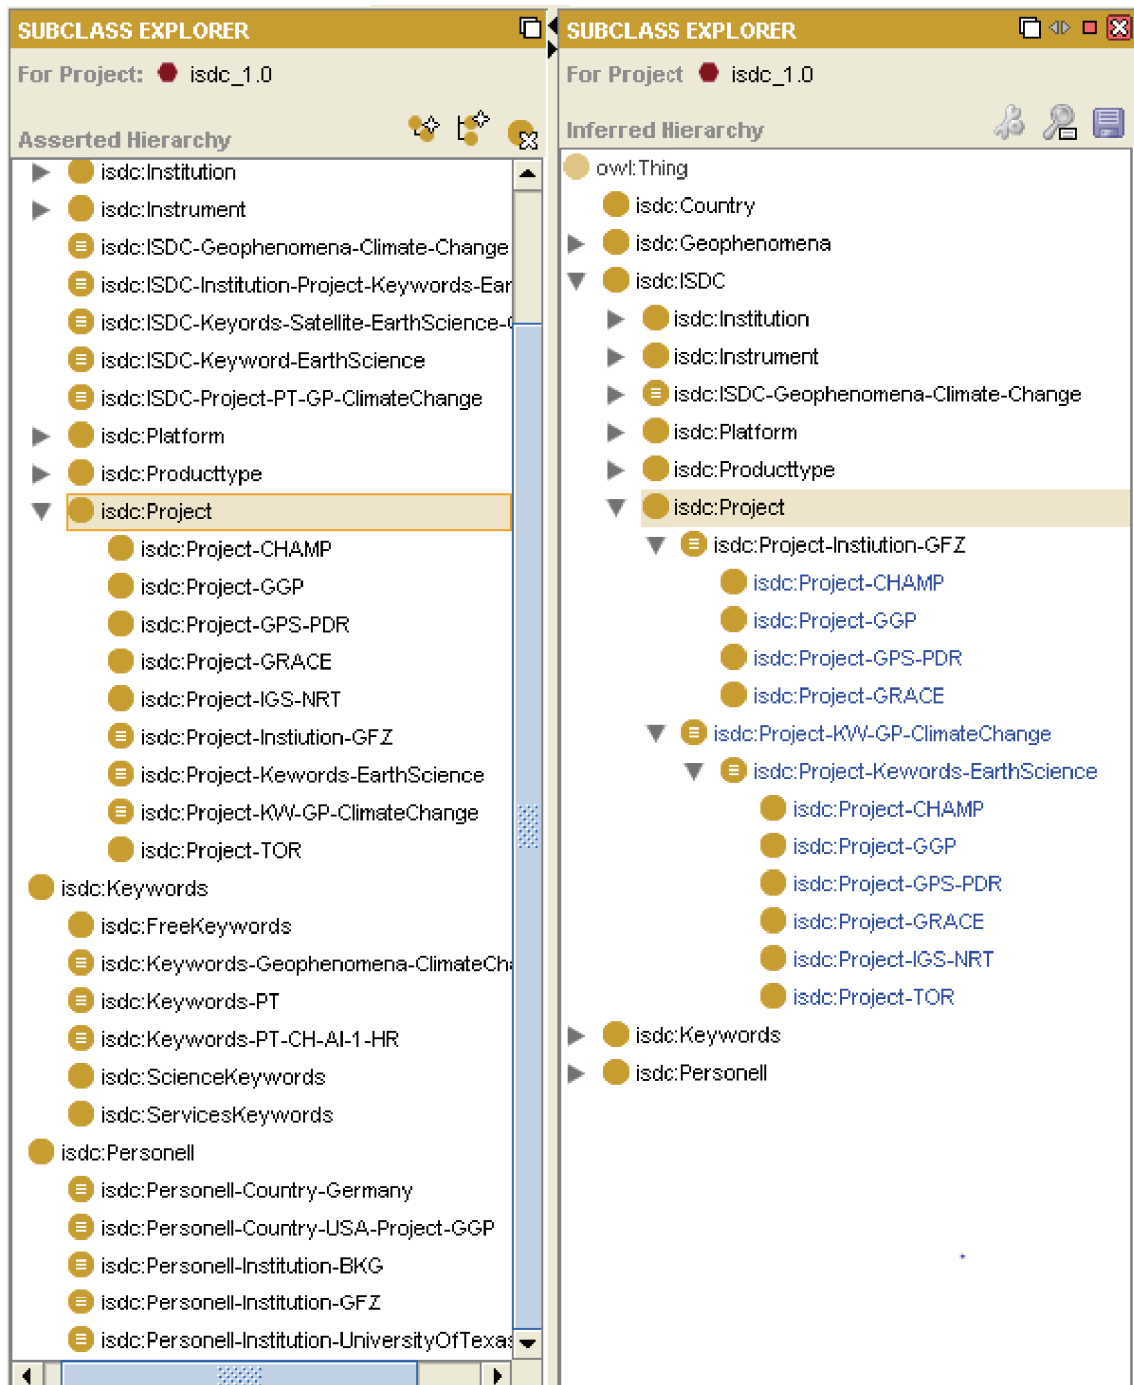 SUBCLASS EXPLORER
For Project: isdc_1.0
Asserted Hierarchy
isdc:Institution
isdc:Instrument
isdc:ISDC-Geophenomena-Climate-Change
isdc:ISDC-Institution-Project-Keywords-Ear
isdc:ISDC-Keyords-Satellite-EarthScience-
isdc:ISDC-Keyword-EarthScience
isdc:ISDC-Project-PT-GP-ClimateChange
isdc:Platform
isdc:Producttype
isdc:Project
isdc:Project-CHAMP
isdc:Project-GGP
isdc:Project-GPS-PDR
isdc:Project-GRACE
isdc:Project-IGS-NRT
isdc:Project-Instiution-GFZ
isdc:Project-Kewords-EarthScience
isdc:Project-KW-GP-ClimateChange
isdc:Project-TOR
isdc:Keywords
isdc:FreeKeywords
isdc:Keywords-Geophenomena-ClimateCh
isdc:Keywords-PT
isdc:Keywords-PT-CH-AI-1-HR
isdc:ScienceKeywords
isdc:ServicesKeywords
isdc:Personell
isdc:Personell-Country-Germany
isdc:Personell-Country-USA-Project-GGP
isdc:Personell-Institution-BKG
isdc:Personell-Institution-GFZ
isdc:Personell-Institution-UniversityOfTexas
SUBCLASS EXPLORER
For Project isdc_1.0
Inferred Hierarchy
owl:Thing
isdc:Country
isdc:Geophenomena
isdc:ISDC
isdc:Institution
isdc:Instrument
isdc:ISDC-Geophenomena-Climate-Change
isdc:Platform
isdc:Producttype
isdc:Project
isdc:Project-Instiution-GFZ
isdc:Project-CHAMP
isdc:Project-GGP
isdc:Project-GPS-PDR
isdc:Project-GRACE
isdc:Project-KW-GP-ClimateChange
isdc:Project-Kewords-EarthScience
isdc:Project-CHAMP
isdc:Project-GGP
isdc:Project-GPS-PDR
isdc:Project-GRACE
isdc:Project-IGS-NRT
isdc:Project-TOR
isdc:Keywords
isdc:Personell